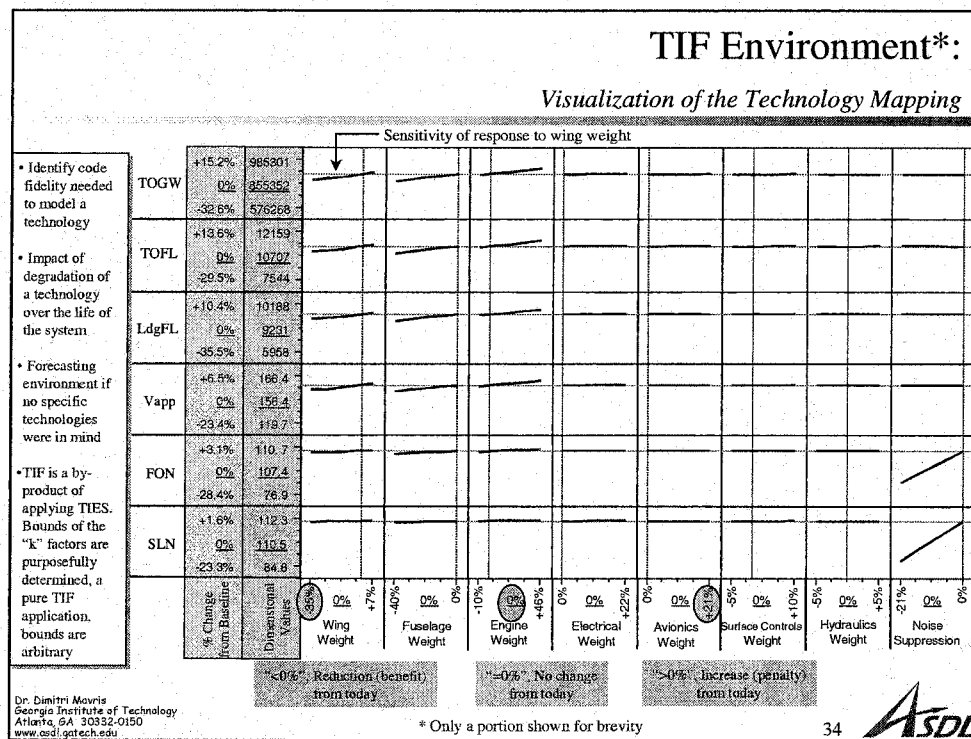 TIF Environment*:
Visualization of the Technology Mapping
Sensitivity of response to wing weight
• Identify code
fidelity needed
to model a
technology
• Impact of
degradation of
a technology
over the life of
the system
• Forecasting
environment if
no specific
technologies
were in mind
•TIF is a by-
product of
applying TIES.
Bounds of the
"k" factors are
purposefully
determined, a
pure TIF
application,
bounds are
arbitrary
TOGW
+15.2% 985301
0% 855352
-32.6% 576268
TOFL
+13.6% 12159
0% 10707
-29.5% 7544
LdgFL
+10.4% 10188
0% 9231
-35.5% 5958
Vapp
+6.5% 166.4
0% 156.4
-23.4% 119.7
FON
+3.1% 110.7
0% 107.4
-28.4% 76.9
SLN
+1.6% 112.3
0% 110.5
-23.3% 84.8
% Change
from Baseline
Dimensional
Values
0% +7%
Wing
Weight
-40% 0% 0%
Fuselage
Weight
-10% 0% +46%
Engine
Weight
0% 0% +22%
Electrical
Weight
0% 0% +21%
Avionics
Weight
-5% 0% +10%
Surface Controls
Weight
-5% 0% +5%
Hydraulics
Weight
-21% 0% 0%
Noise
Suppression
"<0%", Reduction (benefit)
from today
"=0%", No change
from today
">0%", Increase (penalty)
from today
Dr. Dimitri Mavris
Georgia Institute of Technology
Atlanta, GA 30332-0150
www.asdl.gatech.edu
* Only a portion shown for brevity
34
ASDL